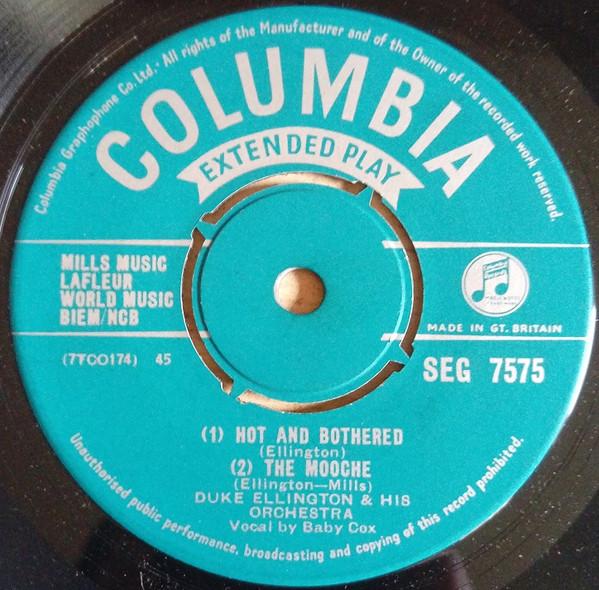 Columbia Graphophone Co. Ltd. All rights of the Manufacturer and of the Owner of the recorded work reserved.
COLUMBIA
EXTENDED PLAY
MILLS MUSIC
LAFLEUR
WORLD MUSIC
BIEM/NCB
MADE IN GT. BRITAIN
(7TCO174) 45
SEG 7575
(1) HOT AND BOTHERED
(Ellington)
(2) THE MOOCHE
(Ellington—Mills)
DUKE ELLINGTON & HIS
ORCHESTRA
Vocal by Baby Cox
Unauthorised public performance, broadcasting and copying of this record prohibited.